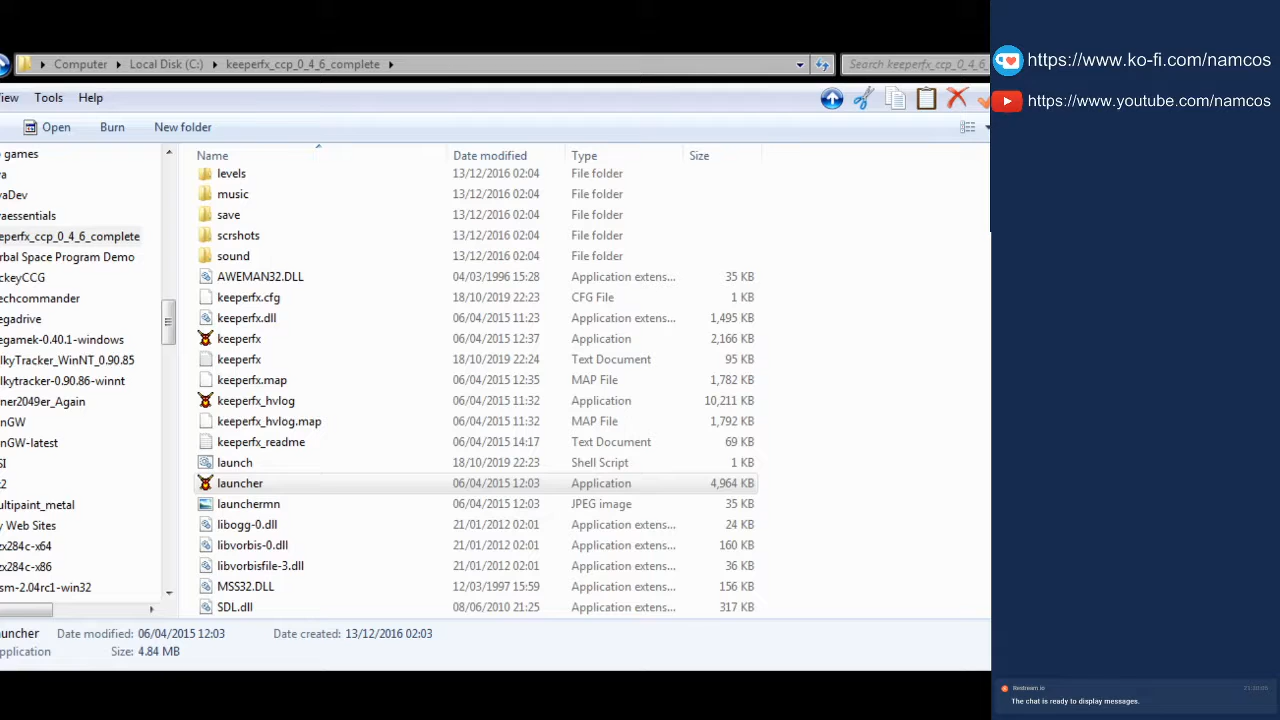 Computer Local Disk (C:) keeperfx_ccp_0_4_6_complete Search keeperfx_ccp_0_4_6_
View Tools Help
Open Burn New folder
games
Name Date modified Type Size
levels 13/12/2016 02:04 File folder
music 13/12/2016 02:04 File folder
save 13/12/2016 02:04 File folder
scrshots 13/12/2016 02:04 File folder
sound 13/12/2016 02:04 File folder
AWEMAN32.DLL 04/03/1996 15:28 Application extens... 35 KB
keeperfx.cfg 18/10/2019 22:23 CFG File 1 KB
keeperfx.dll 06/04/2015 11:23 Application extens... 1,495 KB
keeperfx 06/04/2015 12:37 Application 2,166 KB
keeperfx 18/10/2019 22:24 Text Document 95 KB
keeperfx.map 06/04/2015 12:35 MAP File 1,782 KB
keeperfx_hvlog 06/04/2015 11:32 Application 10,211 KB
keeperfx_hvlog.map 06/04/2015 11:32 MAP File 1,792 KB
keeperfx_readme 06/04/2015 14:17 Text Document 69 KB
launch 18/10/2019 22:23 Shell Script 1 KB
launcher 06/04/2015 12:03 Application 4,964 KB
launchermn 06/04/2015 12:03 JPEG image 35 KB
libogg-0.dll 21/01/2012 02:01 Application extens... 24 KB
libvorbis-0.dll 21/01/2012 02:01 Application extens... 160 KB
libvorbisfile-3.dll 21/01/2012 02:01 Application extens... 36 KB
MSS32.DLL 12/03/1997 15:59 Application extens... 156 KB
SDL.dll 08/06/2010 21:25 Application extens... 317 KB
va
vaDev
vaessentials
eperfx_ccp_0_4_6_complete
rbal Space Program Demo
ckeyCCG
echcommander
egadrive
egamek-0.40.1-windows
ilkyTracker_WinNT_0.90.85
ilkytracker-0.90.86-winnt
iner2049er_Again
inGW
inGW-latest
SI
z2
ultipaint_metal
y Web Sites
zx284c-x64
zx284c-x86
sm-2.04rc1-win32
auncher Date modified: 06/04/2015 12:03 Date created: 13/12/2016 02:03
pplication Size: 4.84 MB
https://www.ko-fi.com/namcos
https://www.youtube.com/namcos
Restream.io
The chat is ready to display messages.